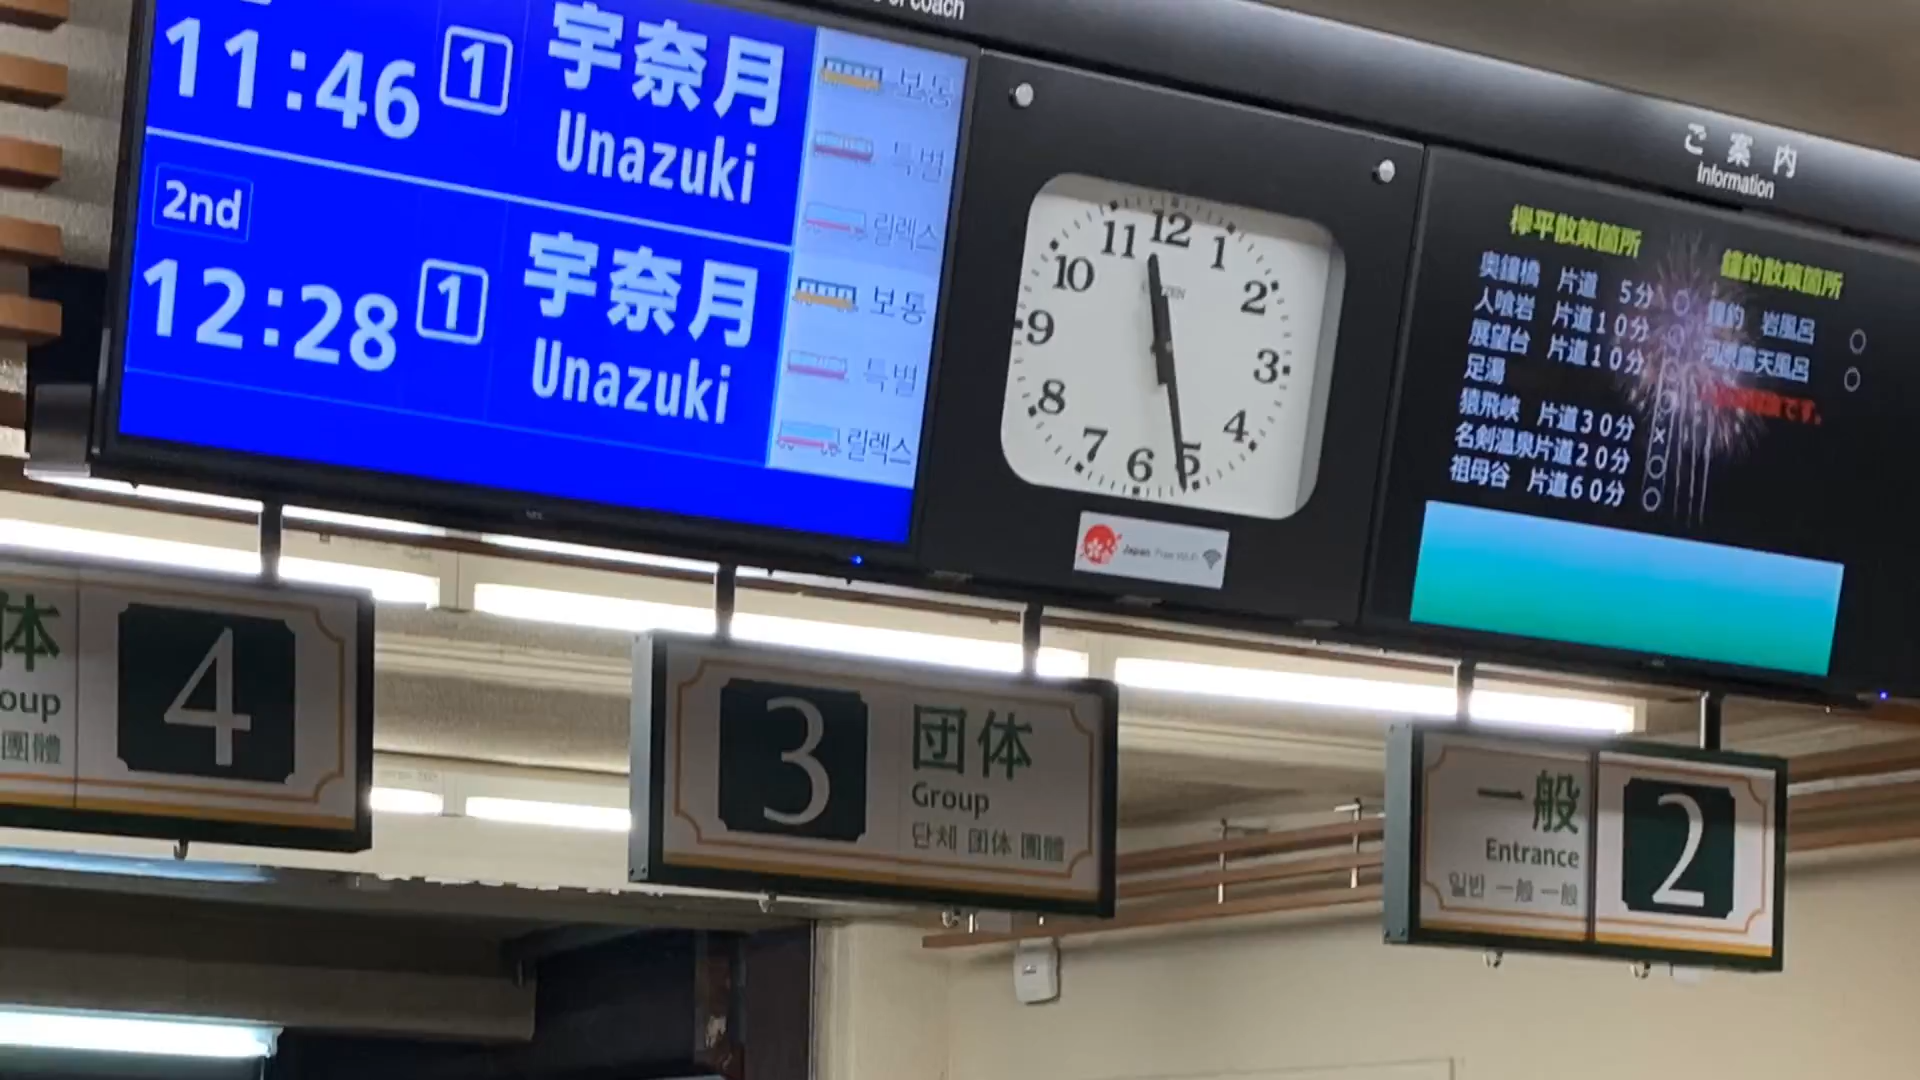 of coach
11:46 1 宇奈月
Unazuki
보통
특별
릴렉스
2nd
12:28 1 宇奈月
Unazuki
보통
특별
릴렉스
12
1
2
3
4
5
6
7
8
9
10
11
CITIZEN
Japan Free Wi-Fi
ご案内
Information
欅平散策箇所
奥鐘橋 片道 5分 ○
人喰岩 片道10分 ○
展望台 片道10分 ○
足湯 ○
猿飛峡 片道30分 ×
名剣温泉片道20分 ○
祖母谷 片道60分 ○
鐘釣散策箇所
鐘釣 岩風呂 ○
河原露天風呂 ○
です。
体
oup
團體
4
3
団体
Group
단체 团体 團體
一般
Entrance
일반 一般 一般
2